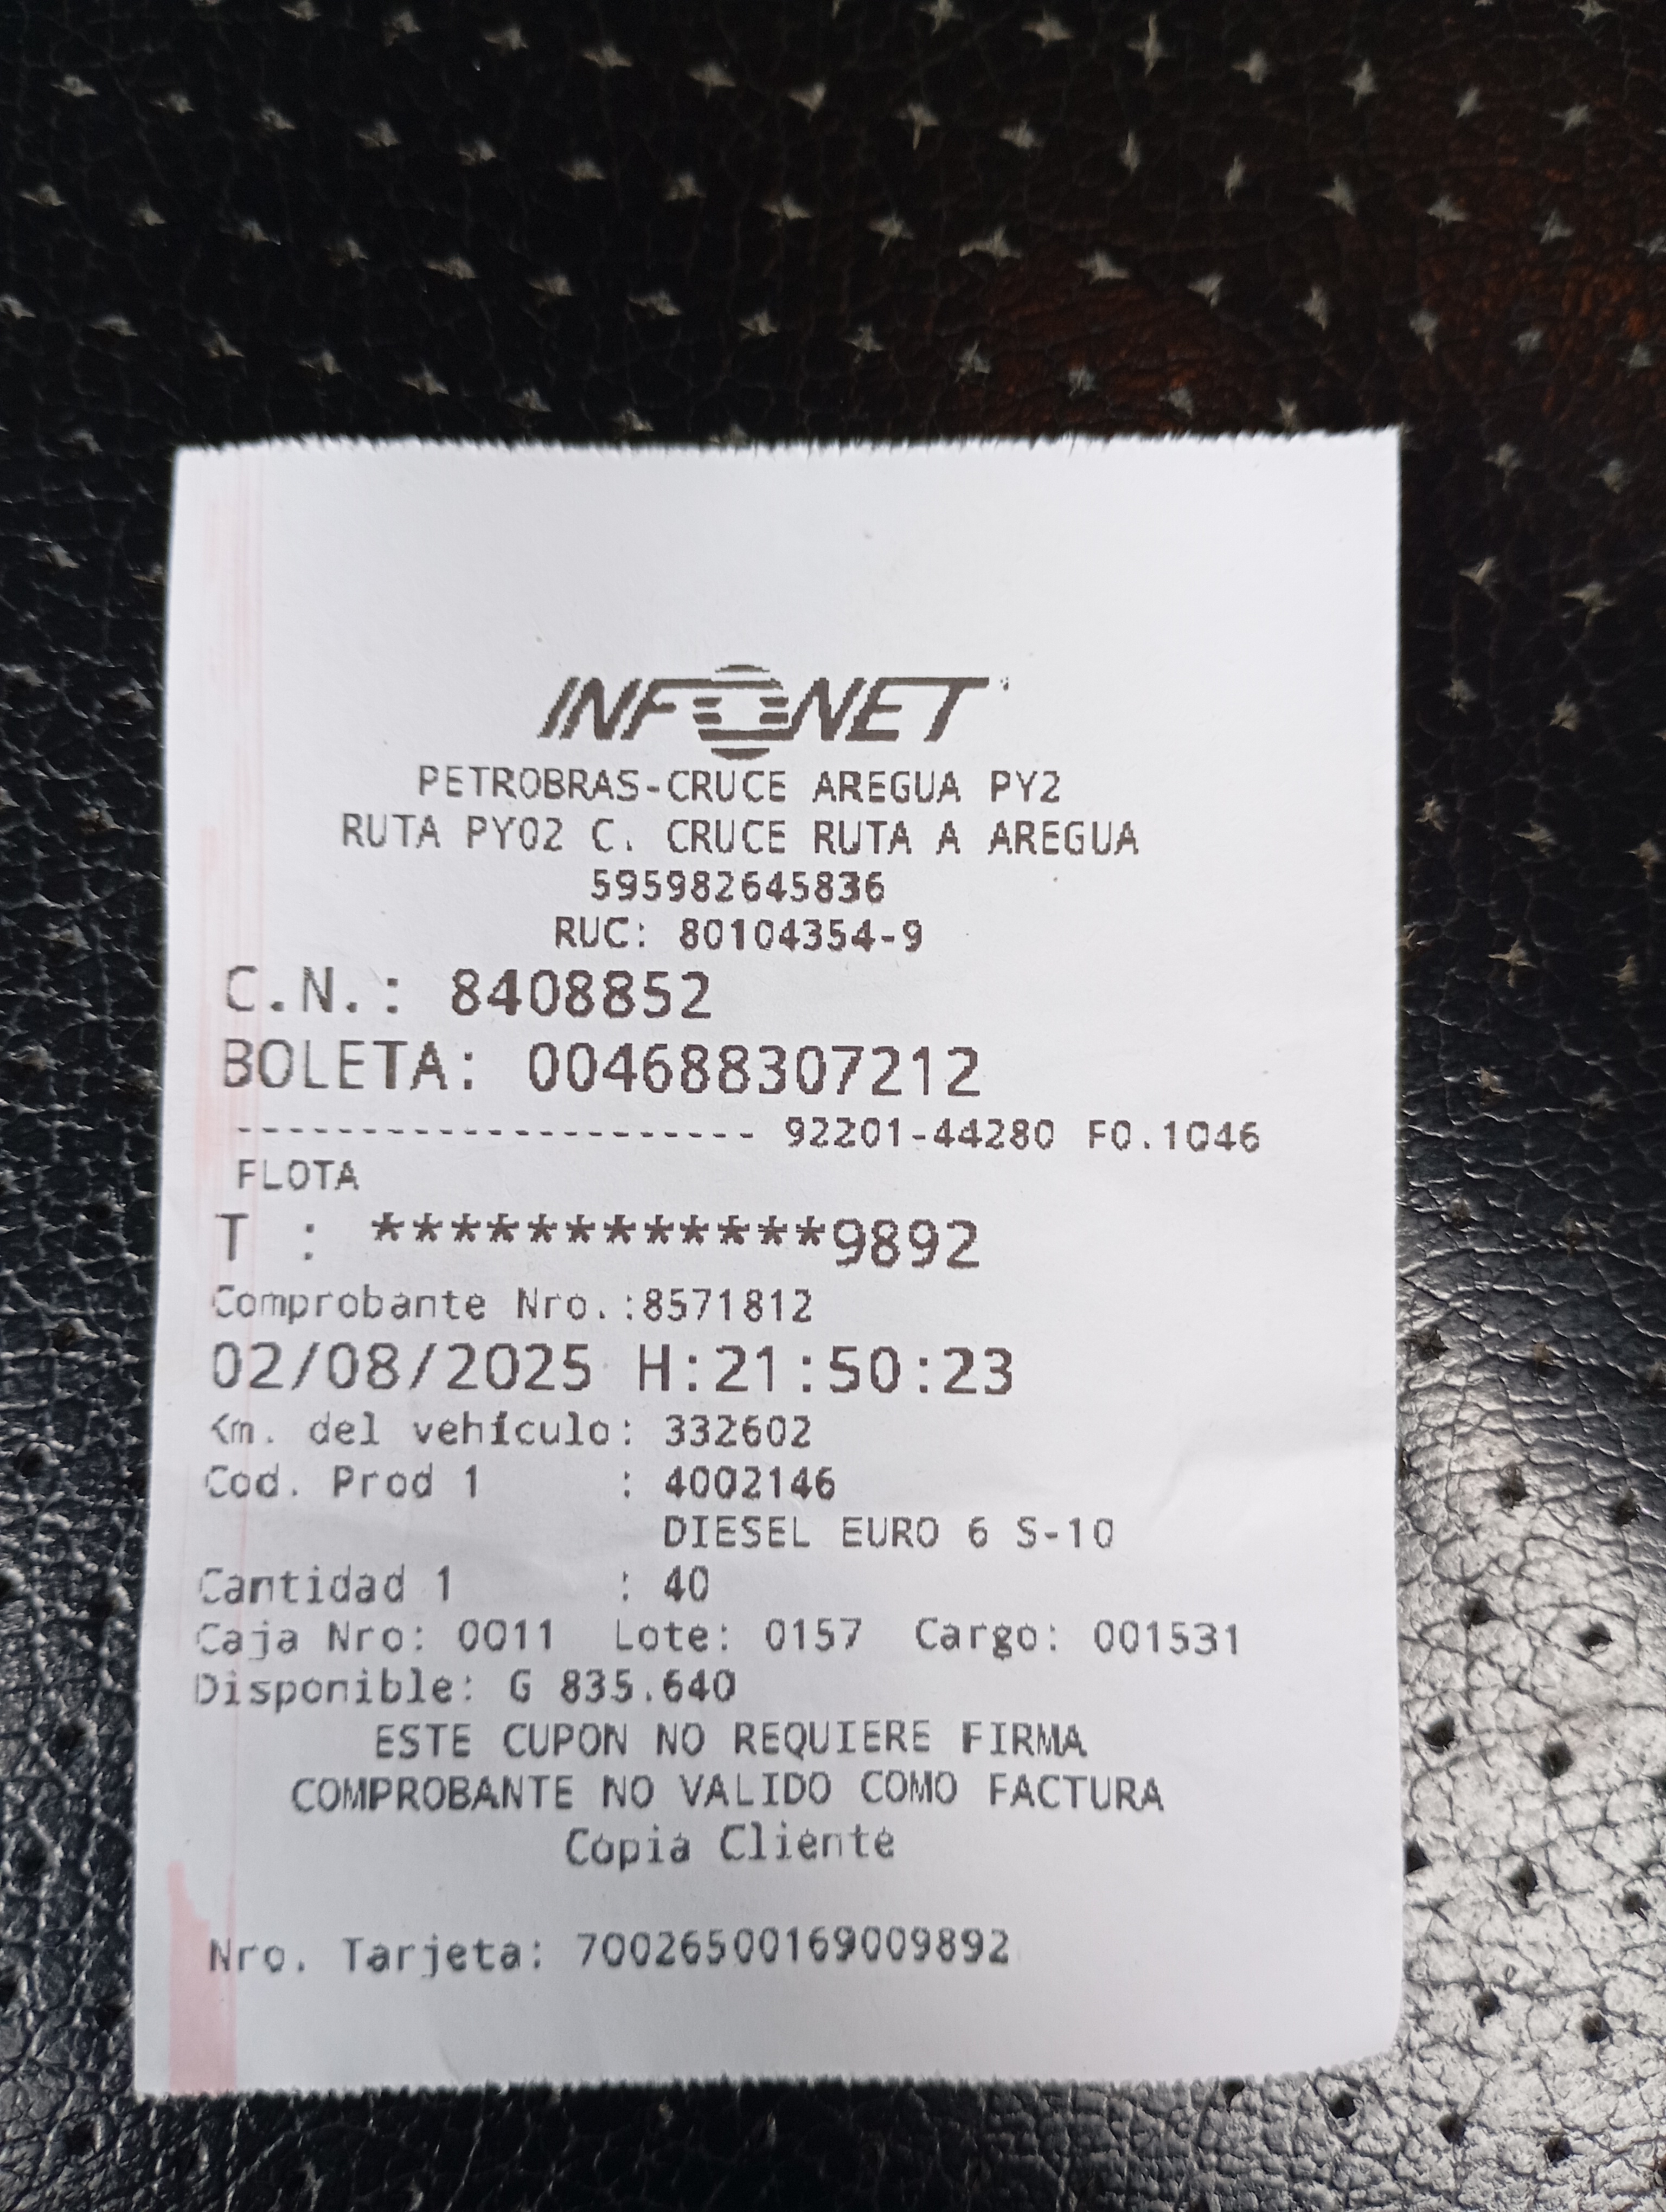 INFONET
PETROBRAS-CRUCE AREGUA PY2
RUTA PY02 C. CRUCE RUTA A AREGUA
595982645836
RUC: 80104354-9
C.N.: 8408852
BOLETA: 004688307212
--------------------- 92201-44280 F0.1046
FLOTA
T : ************9892
Comprobante Nro.:8571812
02/08/2025 H:21:50:23
Km. del vehículo: 332602
Cod. Prod 1 : 4002146
DIESEL EURO 6 S-10
Cantidad 1 : 40
Caja Nro: 0011 Lote: 0157 Cargo: 001531
Disponible: G 835.640
ESTE CUPON NO REQUIERE FIRMA
COMPROBANTE NO VALIDO COMO FACTURA
Copia Cliente
Nro. Tarjeta: 70026500169009892